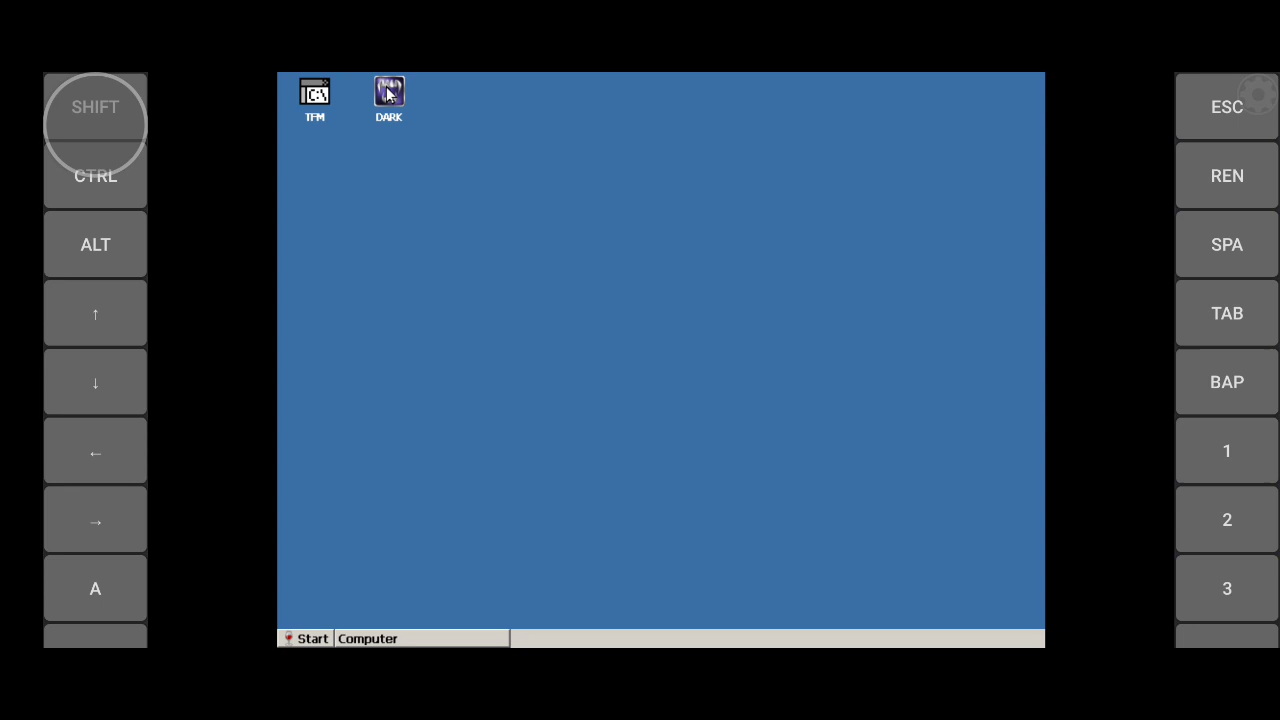 SHIFT
CTRL
ALT
↑
↓
←
→
A
C:\
TFM
DARK
Start
Computer
ESC
REN
SPA
TAB
BAP
1
2
3